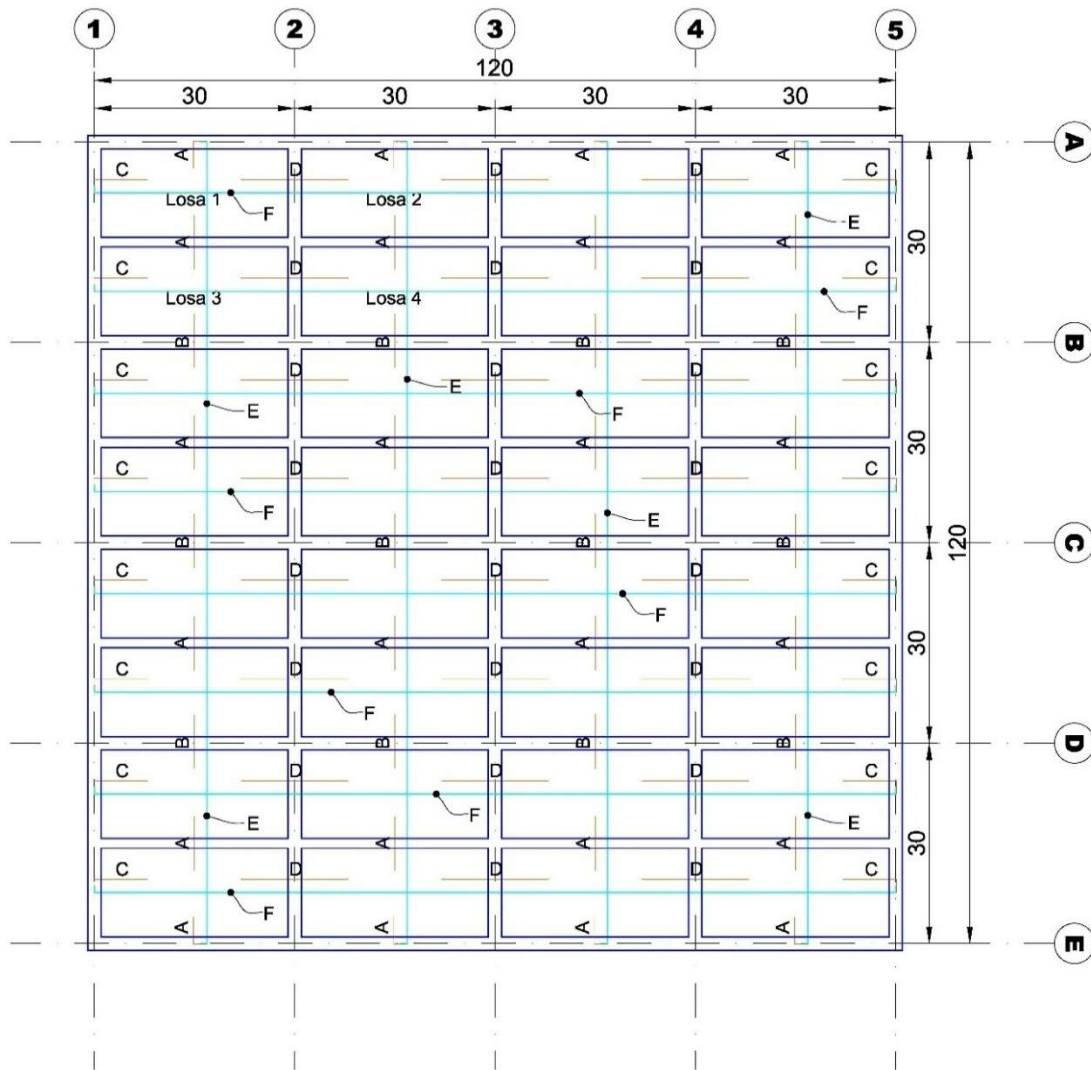 1 2 3 4 5
120
30 30 30 30
A
A A A A
C D D D C
Losa 1 Losa 2
F
E
A A A A 30
C D D D C
Losa 3 Losa 4
F
B B B B B
C D D D C
E
E F
A A A A 30
C D D D C
F E
B B B B 120 C
C D D D C
F
A A A A 30
C D D D C
F
B B B B D
C D D D C
E F E
A A A A 30
C D D D C
F
A A A A
E